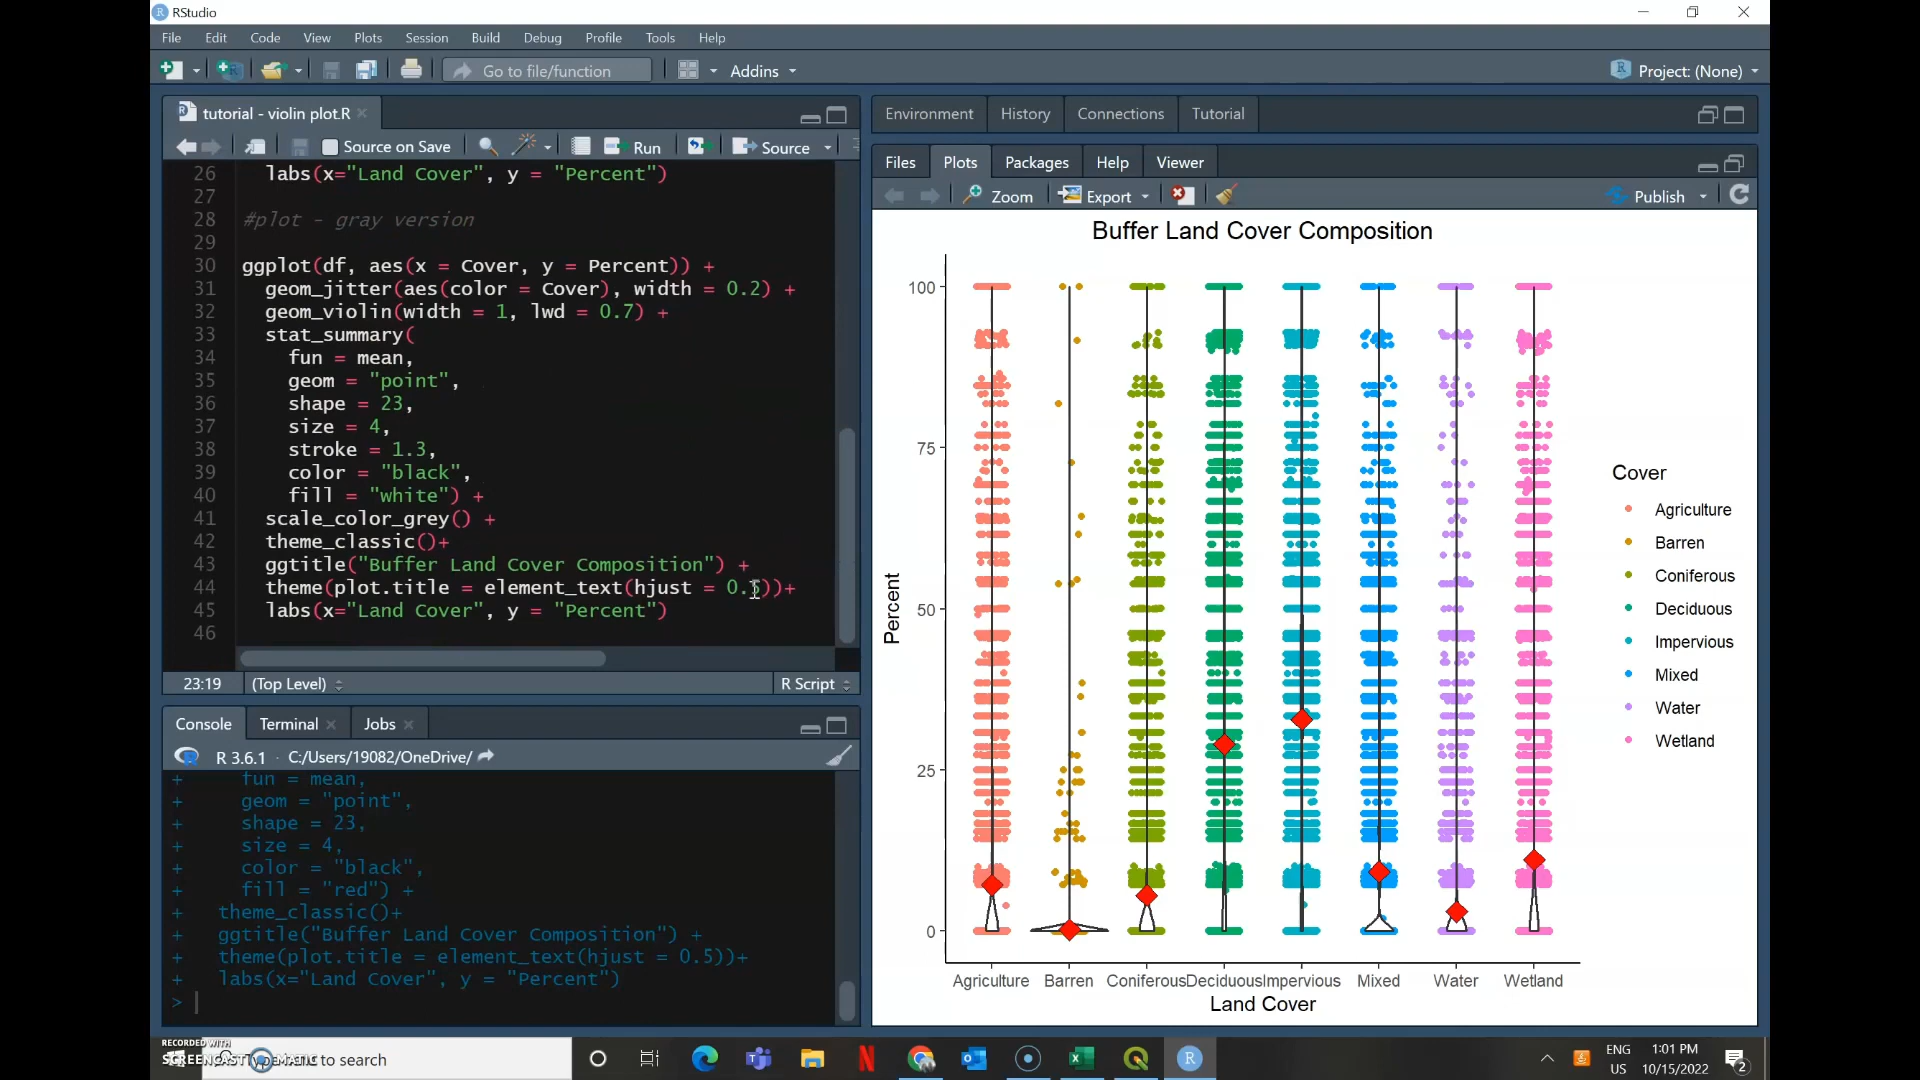 RStudio
File Edit Code View Plots Session Build Debug Profile Tools Help
Go to file/function Addins Project: (None)
tutorial - violin plot.R
Source on Save Run Source
26 labs(x="Land Cover", y = "Percent")
27
28 #plot - gray version
29
30 ggplot(df, aes(x = Cover, y = Percent)) +
31 geom_jitter(aes(color = Cover), width = 0.2) +
32 geom_violin(width = 1, lwd = 0.7) +
33 stat_summary(
34 fun = mean,
35 geom = "point",
36 shape = 23,
37 size = 4,
38 stroke = 1.3,
39 color = "black",
40 fill = "white") +
41 scale_color_grey() +
42 theme_classic()+
43 ggtitle("Buffer Land Cover Composition") +
44 theme(plot.title = element_text(hjust = 0.5))+
45 labs(x="Land Cover", y = "Percent")
46
23:19 (Top Level) R Script
Console Terminal Jobs
R 3.6.1 · C:/Users/19082/OneDrive/
+ fun = mean,
+ geom = "point",
+ shape = 23,
+ size = 4,
+ color = "black",
+ fill = "red") +
+ theme_classic()+
+ ggtitle("Buffer Land Cover Composition") +
+ theme(plot.title = element_text(hjust = 0.5))+
+ labs(x="Land Cover", y = "Percent")
>
Environment History Connections Tutorial
Files Plots Packages Help Viewer
Zoom Export Publish
Buffer Land Cover Composition
100
75
50
25
0
Percent
Agriculture Barren Coniferous Deciduous Impervious Mixed Water Wetland
Land Cover
Cover
Agriculture
Barren
Coniferous
Deciduous
Impervious
Mixed
Water
Wetland
RECORDED WITH
SCREENCAST-O-MATIC
Type here to search
ENG
US
1:01 PM
10/15/2022
2